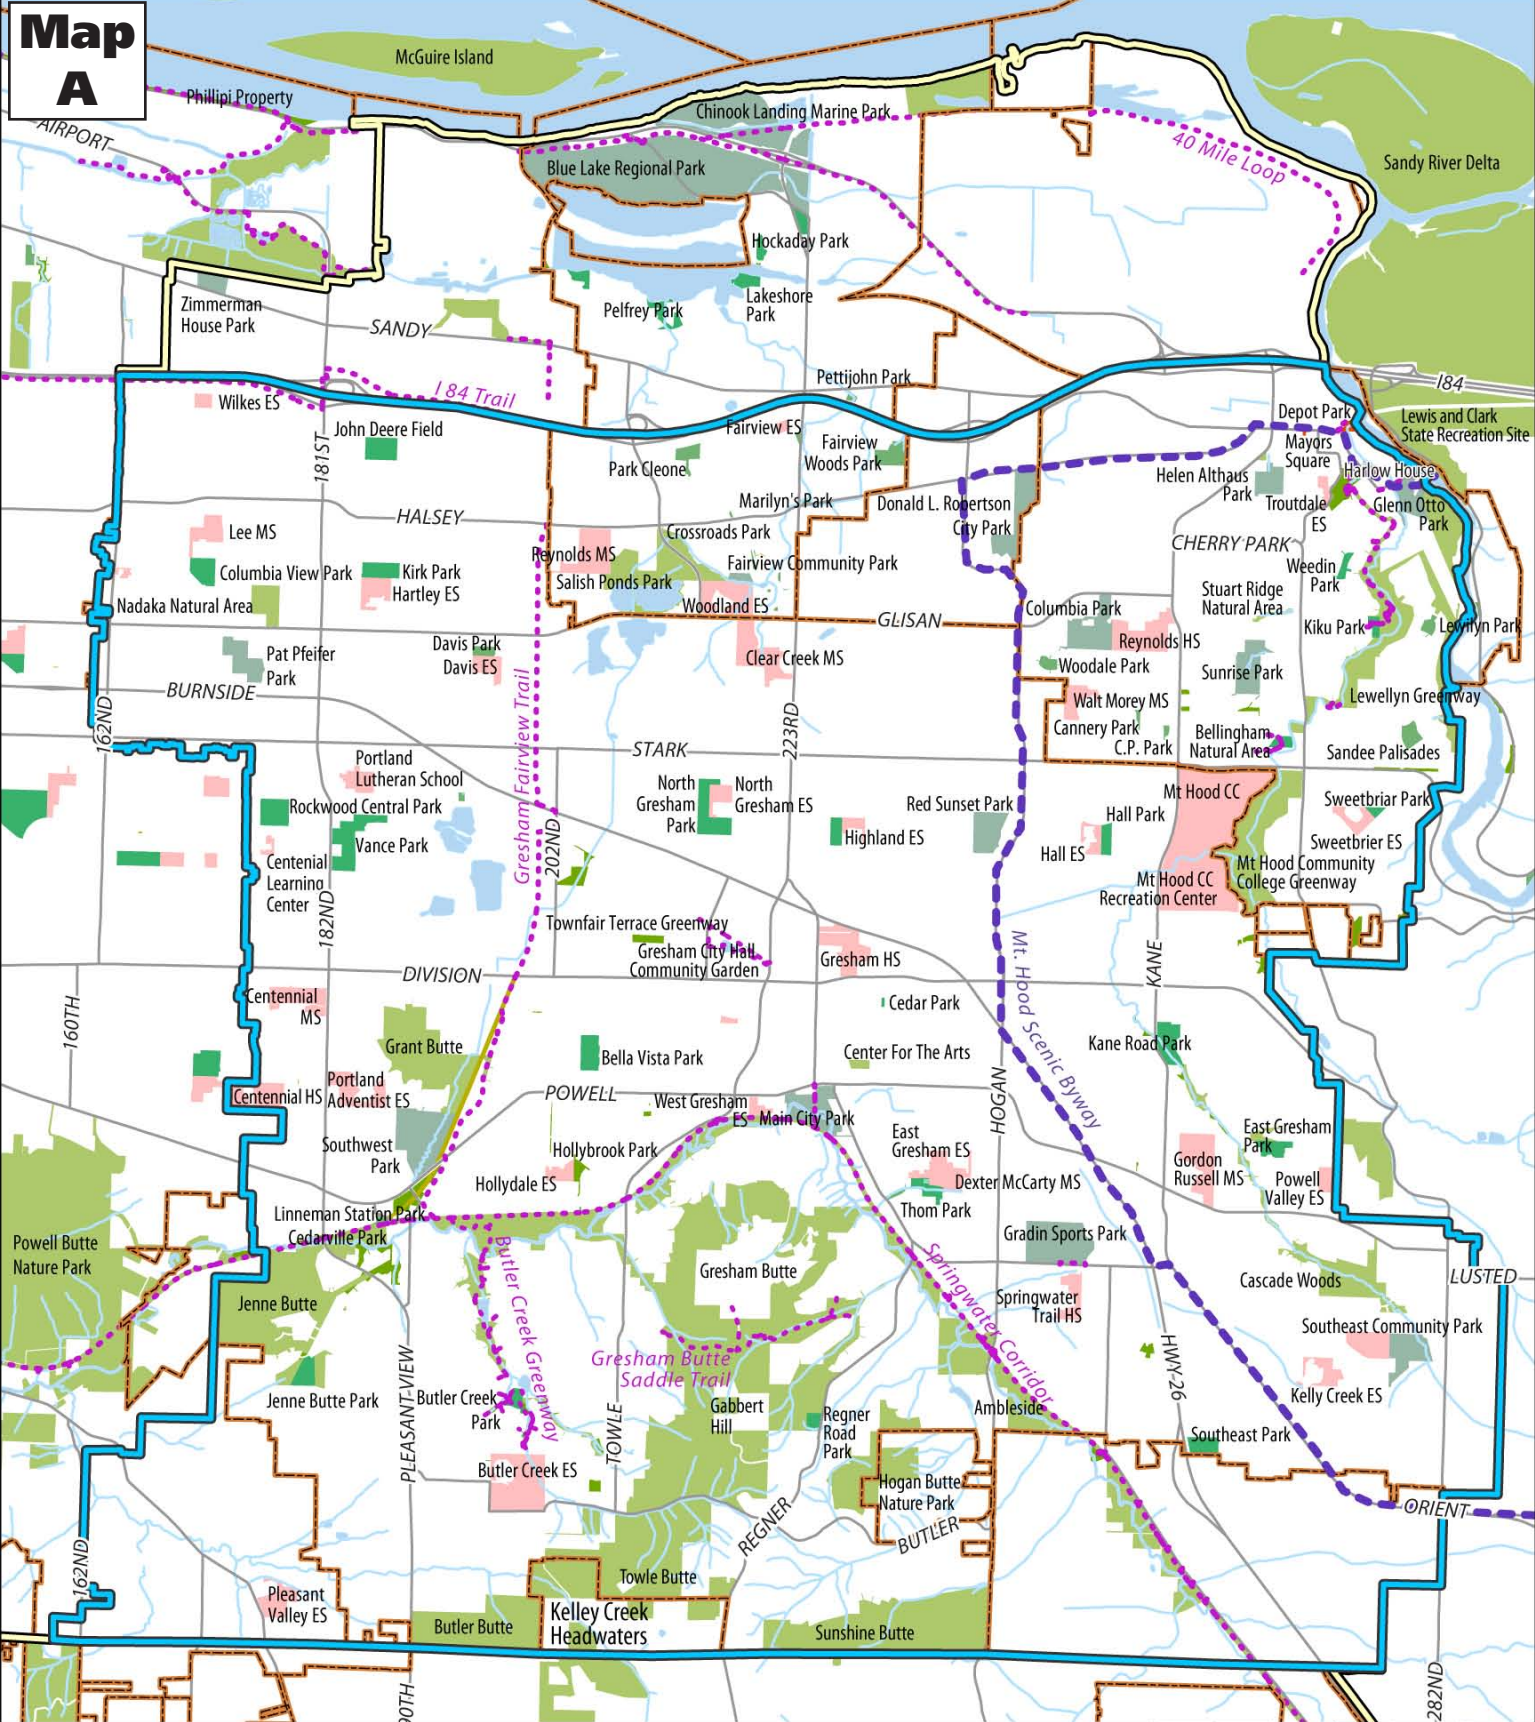 Map
A
McGuire Island
Phillipi Property
AIRPORT
Chinook Landing Marine Park
40 Mile Loop
Sandy River Delta
Blue Lake Regional Park
Hockaday Park
Zimmerman
House Park
SANDY
Pelfrey Park
Lakeshore
Park
I 84 Trail
Pettijohn Park
I84
Wilkes ES
181ST
John Deere Field
Fairview ES
Park Cleone
Fairview
Woods Park
Depot Park
Mayors
Square
Lewis and Clark
State Recreation Site
Helen Althaus
Park
Harlow House
Troutdale
ES
Glenn Otto
Park
Marilyn's Park
Donald L. Robertson
City Park
HALSEY
Lee MS
Crossroads Park
CHERRY PARK
Reynolds MS
Fairview Community Park
Columbia View Park
Kirk Park
Hartley ES
Salish Ponds Park
Weedin
Park
Stuart Ridge
Natural Area
Nadaka Natural Area
Woodland ES
GLISAN
Columbia Park
Kiku Park
Lewilyn Park
Reynolds HS
Davis Park
Davis ES
Pat Pfeifer
Park
Clear Creek MS
Woodale Park
Sunrise Park
BURNSIDE
162ND
Gresham Fairview Trail
Walt Morey MS
Lewellyn Greenway
Cannery Park
C.P. Park
Bellingham
Natural Area
Sandee Palisades
STARK
223RD
Portland
Lutheran School
North
Gresham
Park
North
Gresham ES
Mt Hood CC
Sweetbriar Park
Rockwood Central Park
Red Sunset Park
Hall Park
Vance Park
Highland ES
Hall ES
Sweetbrier ES
Centenial
Learning
Center
202ND
Mt Hood Community
College Greenway
Mt Hood CC
Recreation Center
182ND
Townfair Terrace Greenway
Gresham City Hall
Community Garden
Gresham HS
Mt. Hood Scenic Byway
KANE
DIVISION
Centennial
MS
160TH
Cedar Park
Grant Butte
Bella Vista Park
Center For The Arts
Kane Road Park
Portland
Adventist ES
Centennial HS
POWELL
West Gresham
ES
Main City Park
HOGAN
Southwest
Park
Hollybrook Park
East
Gresham ES
East Gresham
Park
Hollydale ES
Dexter McCarty MS
Gordon
Russell MS
Powell
Valley ES
Linneman Station Park
Thom Park
Cedarville Park
Gradin Sports Park
Powell Butte
Nature Park
Butler Creek Greenway
Gresham Butte
Springwater Corridor
Cascade Woods
LUSTED
Jenne Butte
Springwater
Trail HS
Southeast Community Park
Gresham Butte
Saddle Trail
HWY 26
Jenne Butte Park
Butler Creek
Park
PLEASANT VIEW
TOWLE
Gabbert
Hill
Regner
Road
Park
Ambleside
Kelly Creek ES
Southeast Park
Butler Creek ES
Hogan Butte
Nature Park
ORIENT
REGNER
BUTLER
162ND
Towle Butte
Pleasant
Valley ES
Butler Butte
Kelley Creek
Headwaters
Sunshine Butte
90TH
282ND